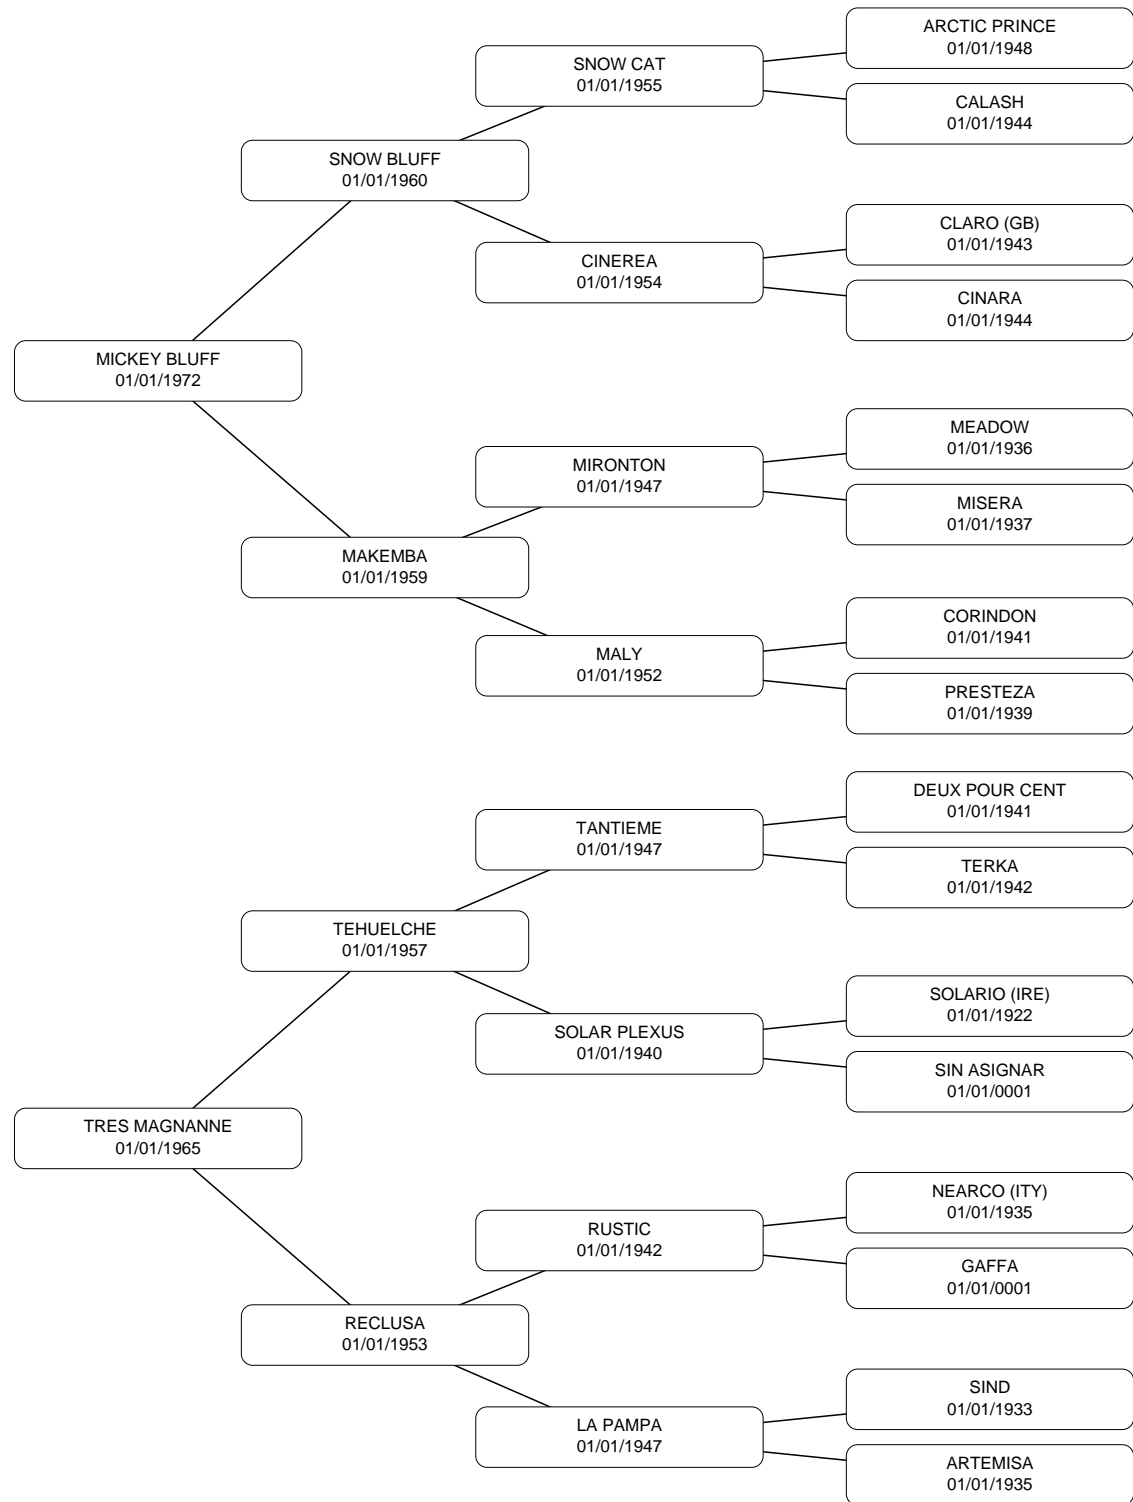 ARCTIC PRINCE
01/01/1948
SNOW CAT
01/01/1955
CALASH
01/01/1944
SNOW BLUFF
01/01/1960
CLARO (GB)
01/01/1943
CINEREA
01/01/1954
CINARA
01/01/1944
MICKEY BLUFF
01/01/1972
MEADOW
01/01/1936
MIRONTON
01/01/1947
MISERA
01/01/1937
MAKEMBA
01/01/1959
CORINDON
01/01/1941
MALY
01/01/1952
PRESTEZA
01/01/1939
DEUX POUR CENT
01/01/1941
TANTIEME
01/01/1947
TERKA
01/01/1942
TEHUELCHE
01/01/1957
SOLARIO (IRE)
01/01/1922
SOLAR PLEXUS
01/01/1940
SIN ASIGNAR
01/01/0001
TRES MAGNANNE
01/01/1965
NEARCO (ITY)
01/01/1935
RUSTIC
01/01/1942
GAFFA
01/01/0001
RECLUSA
01/01/1953
SIND
01/01/1933
LA PAMPA
01/01/1947
ARTEMISA
01/01/1935